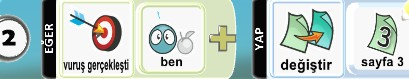 2
EĞER
vuruş gerçekleşti
ben
YAP
değiştir
3
sayfa 3